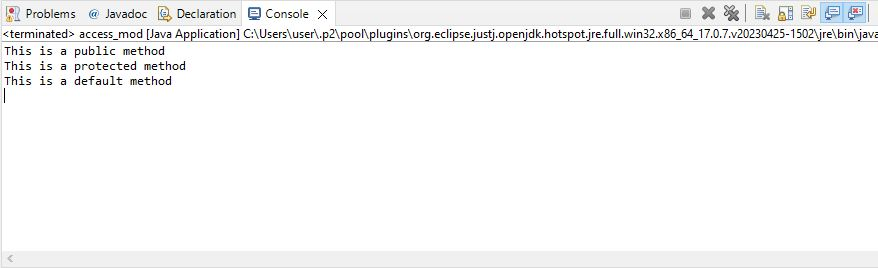 Problems @ Javadoc Declaration Console
<terminated> access_mod [Java Application] C:\Users\user\.p2\pool\plugins\org.eclipse.justj.openjdk.hotspot.jre.full.win32.x86_64_17.0.7.v20230425-1502\jre\bin\java
This is a public method
This is a protected method
This is a default method